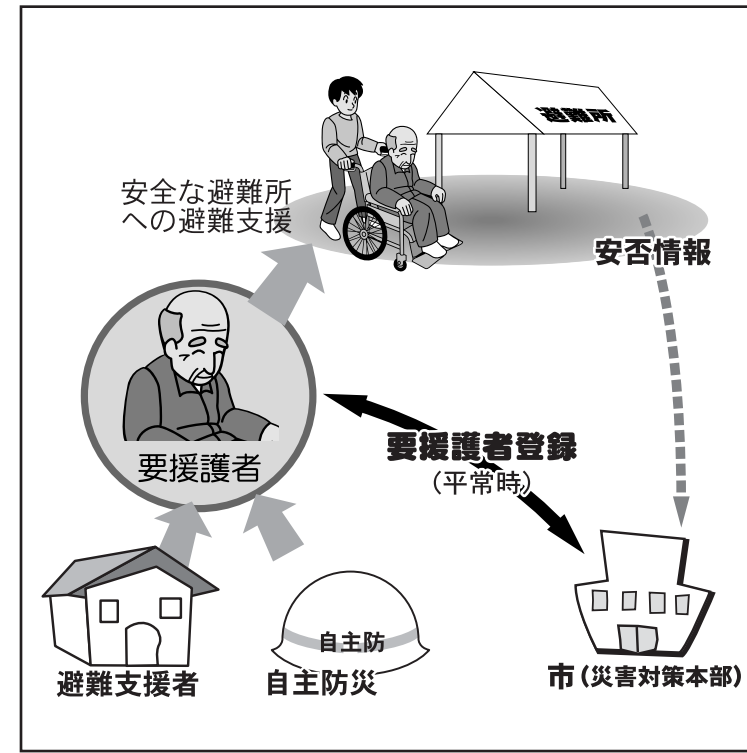 避難所
安全な避難所
への避難支援
安否情報
要援護者
要援護者登録
(平常時)
自主防
避難支援者
自主防災
市(災害対策本部)